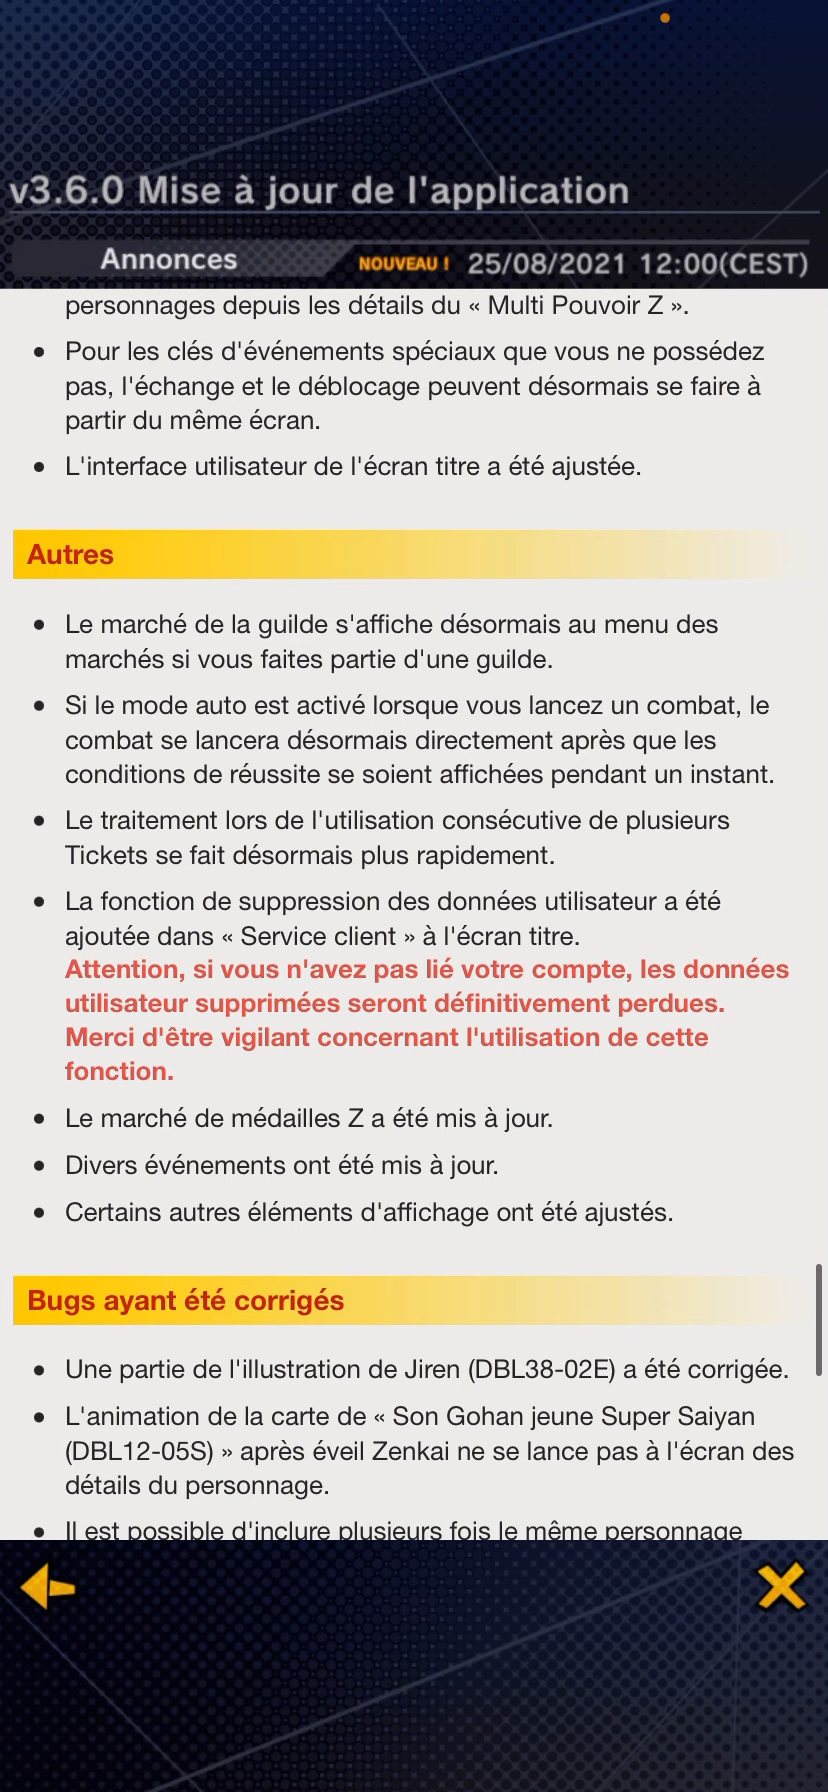 v3.6.0 Mise à jour de l'application
Annonces
NOUVEAU ! 25/08/2021 12:00(CEST)
personnages depuis les détails du « Multi Pouvoir Z ».
• Pour les clés d'événements spéciaux que vous ne possédez
pas, l'échange et le déblocage peuvent désormais se faire à
partir du même écran.
• L'interface utilisateur de l'écran titre a été ajustée.
Autres
• Le marché de la guilde s'affiche désormais au menu des
marchés si vous faites partie d'une guilde.
• Si le mode auto est activé lorsque vous lancez un combat, le
combat se lancera désormais directement après que les
conditions de réussite se soient affichées pendant un instant.
• Le traitement lors de l'utilisation consécutive de plusieurs
Tickets se fait désormais plus rapidement.
• La fonction de suppression des données utilisateur a été
ajoutée dans « Service client » à l'écran titre.
Attention, si vous n'avez pas lié votre compte, les données
utilisateur supprimées seront définitivement perdues.
Merci d'être vigilant concernant l'utilisation de cette
fonction.
• Le marché de médailles Z a été mis à jour.
• Divers événements ont été mis à jour.
• Certains autres éléments d'affichage ont été ajustés.
Bugs ayant été corrigés
• Une partie de l'illustration de Jiren (DBL38-02E) a été corrigée.
• L'animation de la carte de « Son Gohan jeune Super Saiyan
(DBL12-05S) » après éveil Zenkai ne se lance pas à l'écran des
détails du personnage.
• Il est possible d'inclure plusieurs fois le même personnage